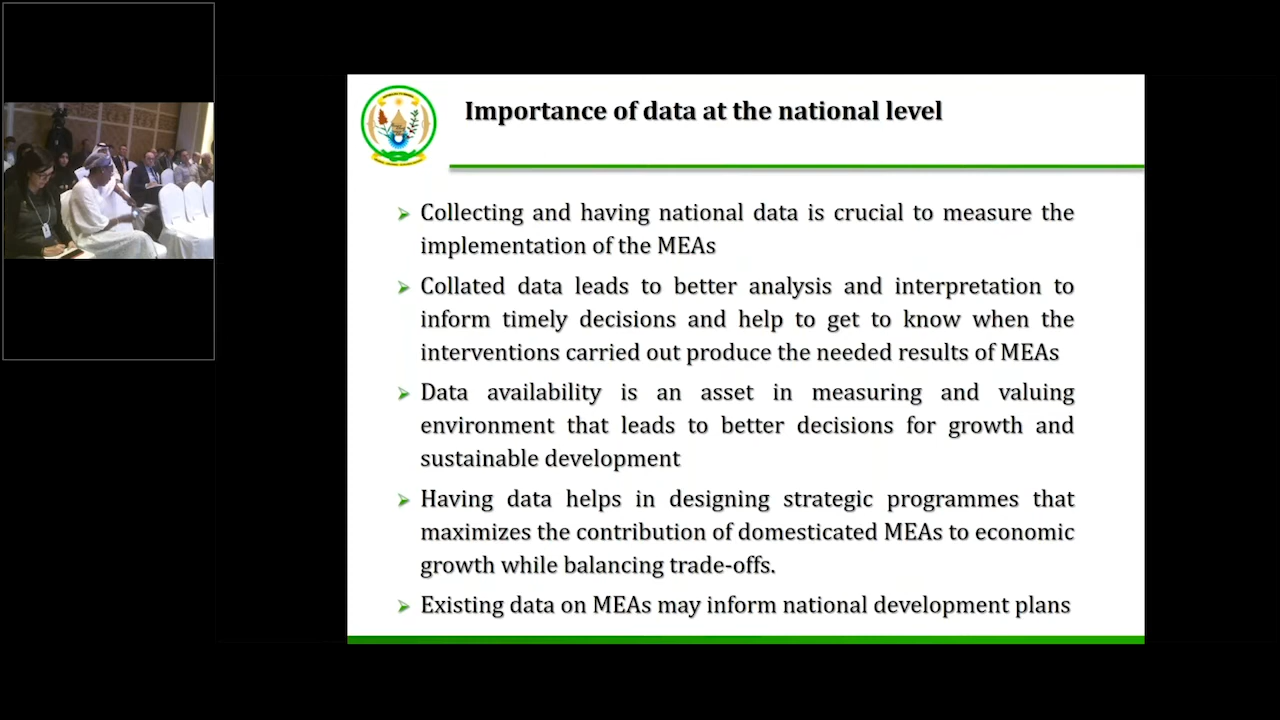 Importance of data at the national level
➢ Collecting and having national data is crucial to measure the
implementation of the MEAs
➢ Collated data leads to better analysis and interpretation to
inform timely decisions and help to get to know when the
interventions carried out produce the needed results of MEAs
➢ Data availability is an asset in measuring and valuing
environment that leads to better decisions for growth and
sustainable development
➢ Having data helps in designing strategic programmes that
maximizes the contribution of domesticated MEAs to economic
growth while balancing trade-offs.
➢ Existing data on MEAs may inform national development plans